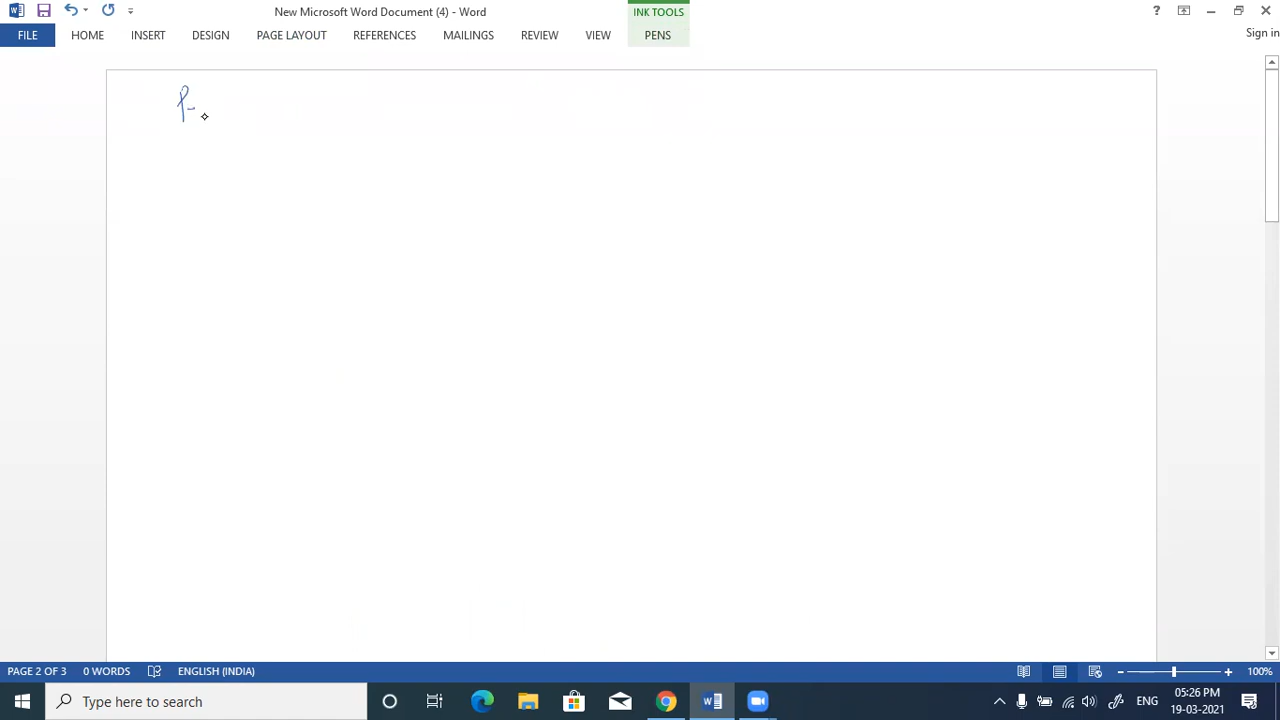 New Microsoft Word Document (4) - Word
INK TOOLS
?
FILE
HOME
INSERT
DESIGN
PAGE LAYOUT
REFERENCES
MAILINGS
REVIEW
VIEW
PENS
Sign in
P-
PAGE 2 OF 3
0 WORDS
ENGLISH (INDIA)
100%
Type here to search
ENG
05:26 PM
19-03-2021